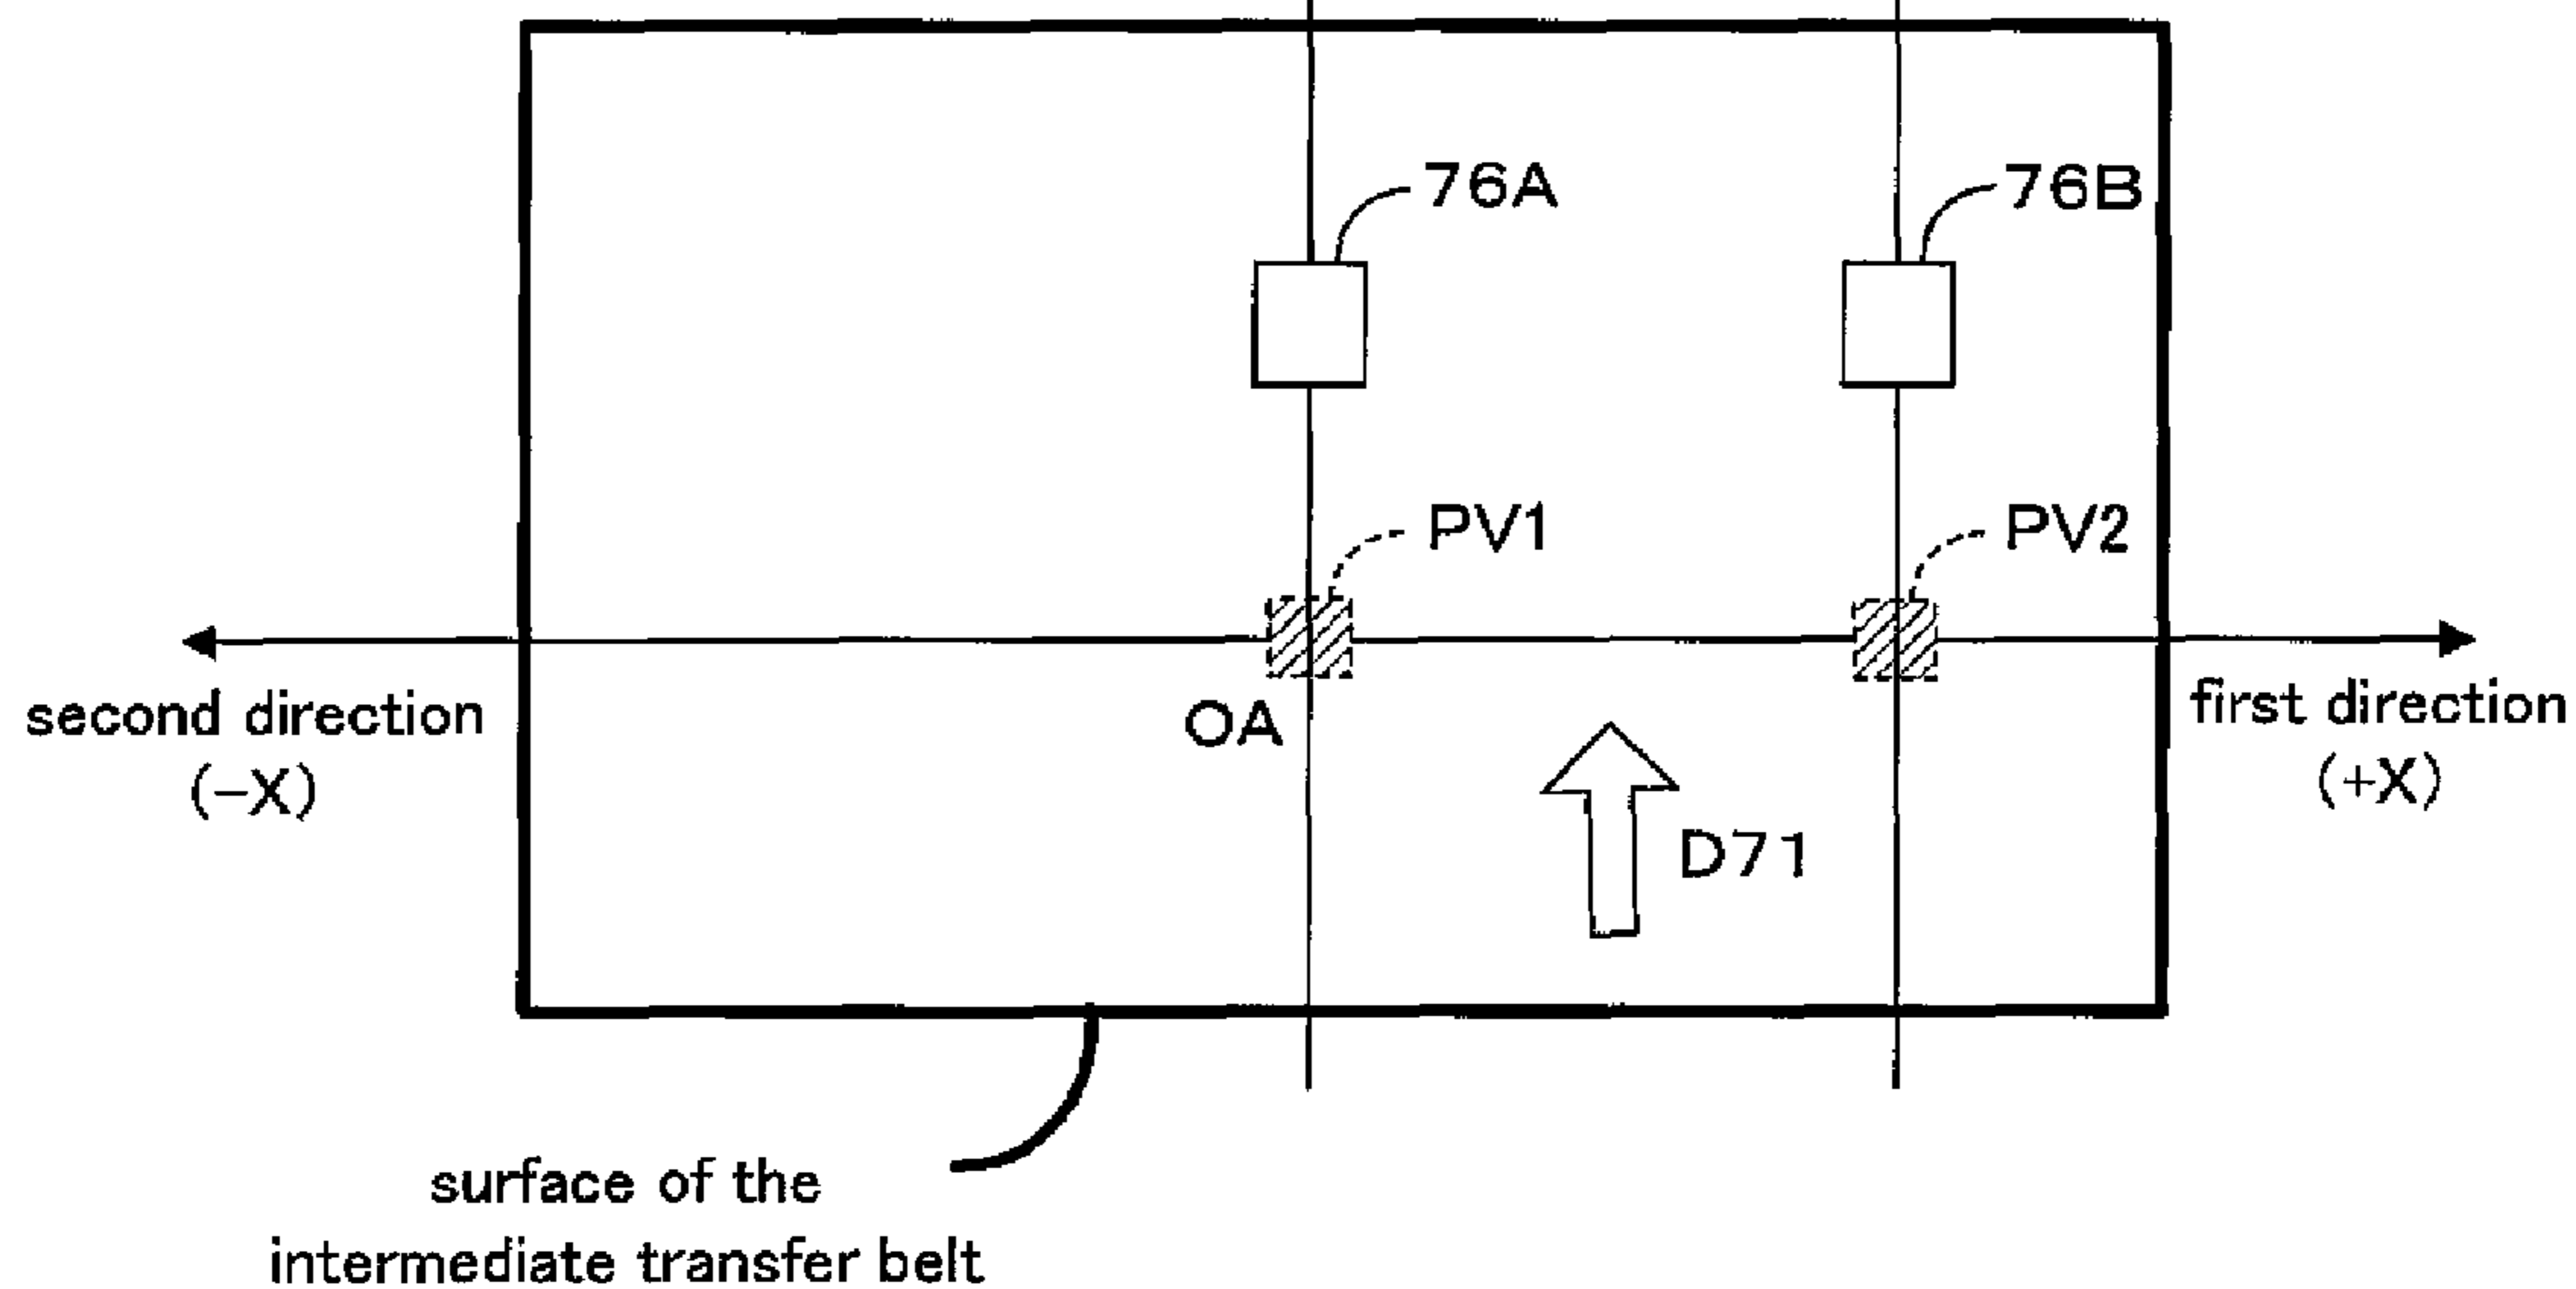 76A
76B
PV1
PV2
second direction
(-X)
OA
first direction
(+X)
D71
surface of the
intermediate transfer belt